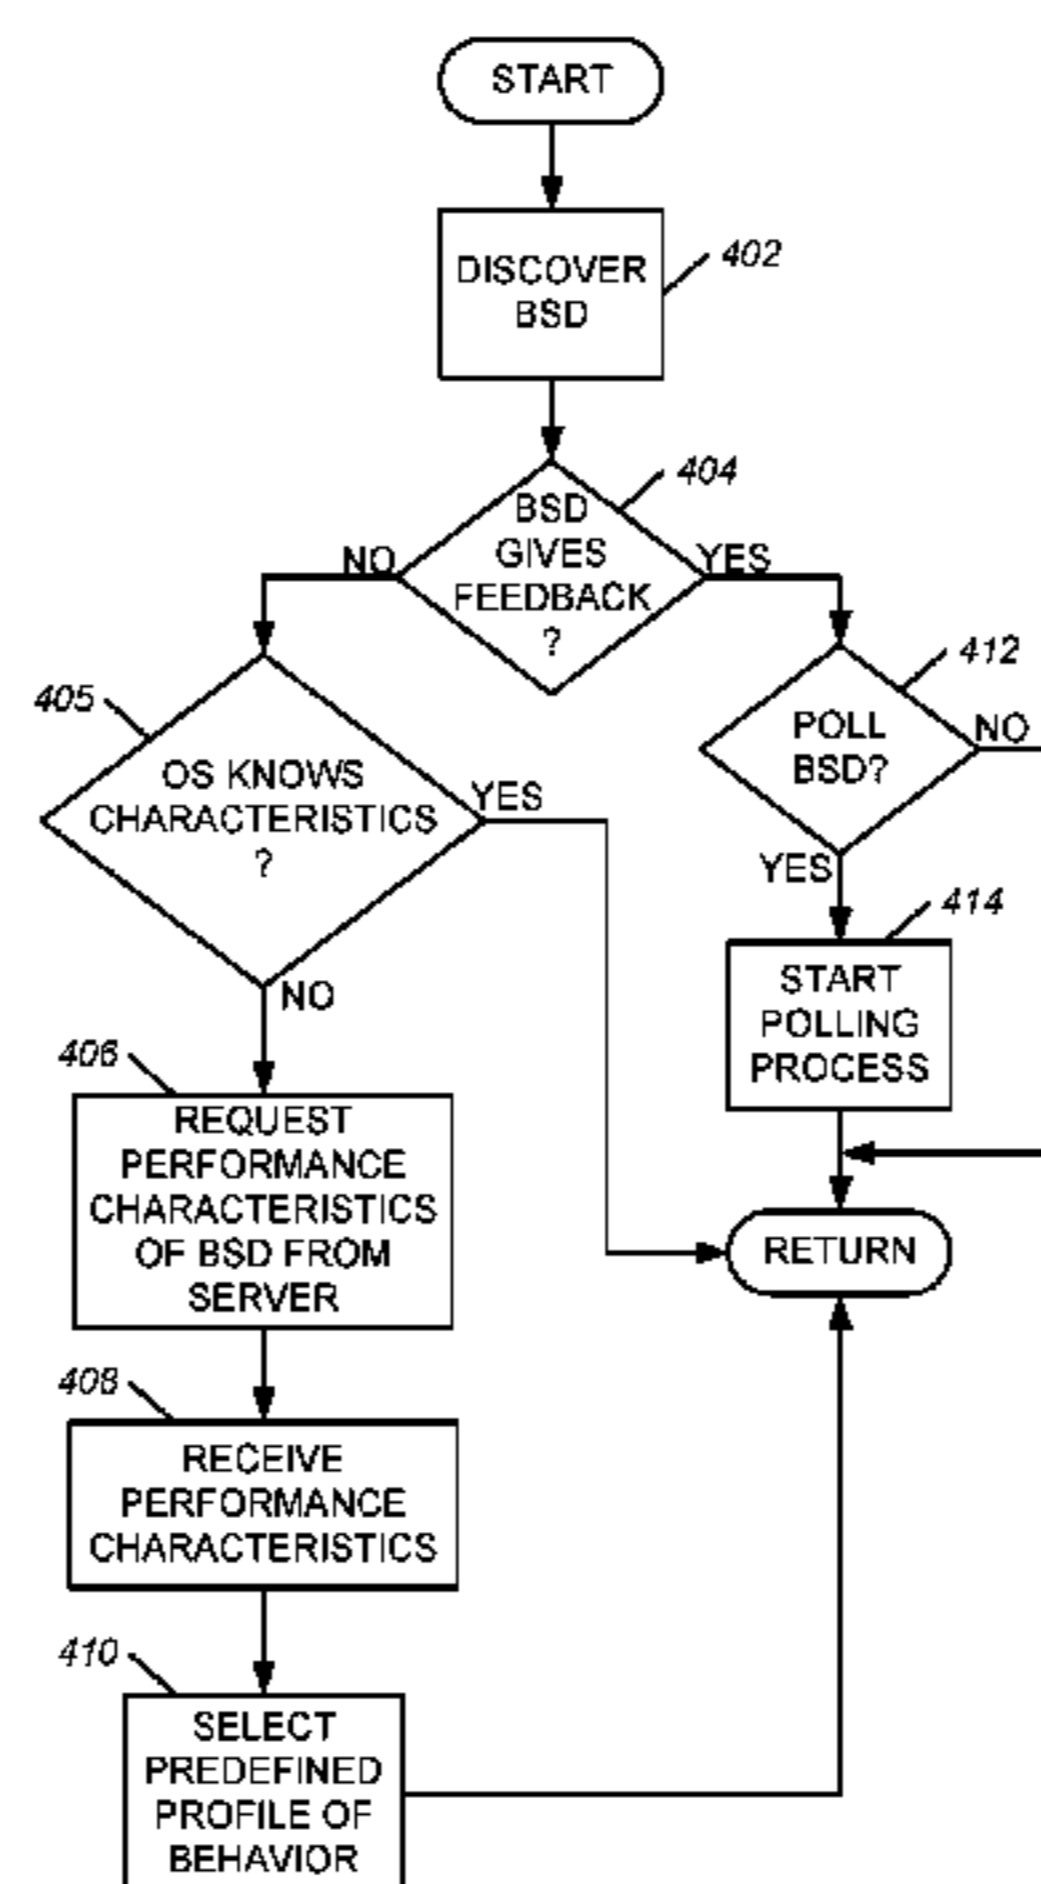 START
DISCOVER
BSD
402
BSD
GIVES
FEEDBACK
?
404
NO
YES
405
OS KNOWS
CHARACTERISTICS
?
YES
NO
412
POLL
BSD?
NO
YES
414
START
POLLING
PROCESS
406
REQUEST
PERFORMANCE
CHARACTERISTICS
OF BSD FROM
SERVER
RETURN
408
RECEIVE
PERFORMANCE
CHARACTERISTICS
410
SELECT
PREDEFINED
PROFILE OF
BEHAVIOR